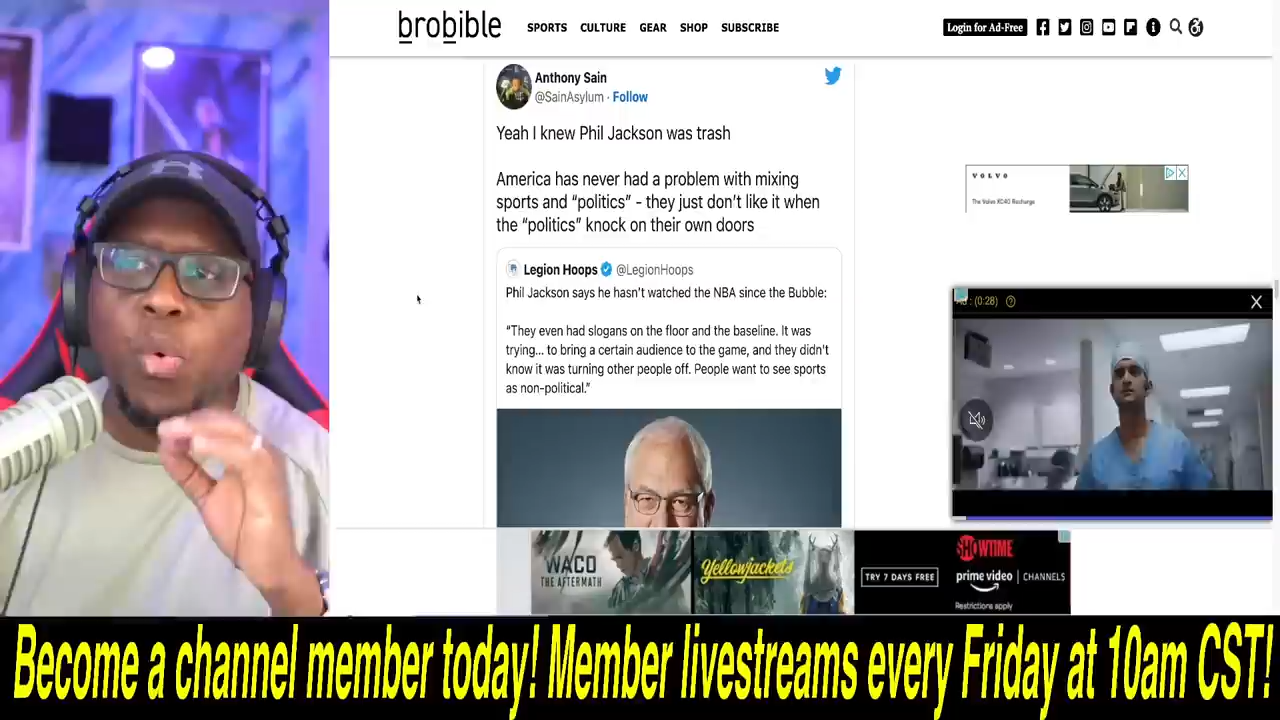 brobible
SPORTS CULTURE GEAR SHOP SUBSCRIBE
Login for Ad-Free
Anthony Sain
@SainAsylum · Follow
Yeah I knew Phil Jackson was trash
America has never had a problem with mixing
sports and “politics” - they just don’t like it when
the “politics” knock on their own doors
Legion Hoops @LegionHoops
Phil Jackson says he hasn’t watched the NBA since the Bubble:
“They even had slogans on the floor and the baseline. It was
trying... to bring a certain audience to the game, and they didn’t
know it was turning other people off. People want to see sports
as non-political.”
VOLVO
The Volvo XC40 Recharge
(0:28)
WACO
THE AFTERMATH
Yellowjackets
TRY 7 DAYS FREE
SHOWTIME
prime video | CHANNELS
Restrictions apply
Become a channel member today! Member livestreams every Friday at 10am CST!